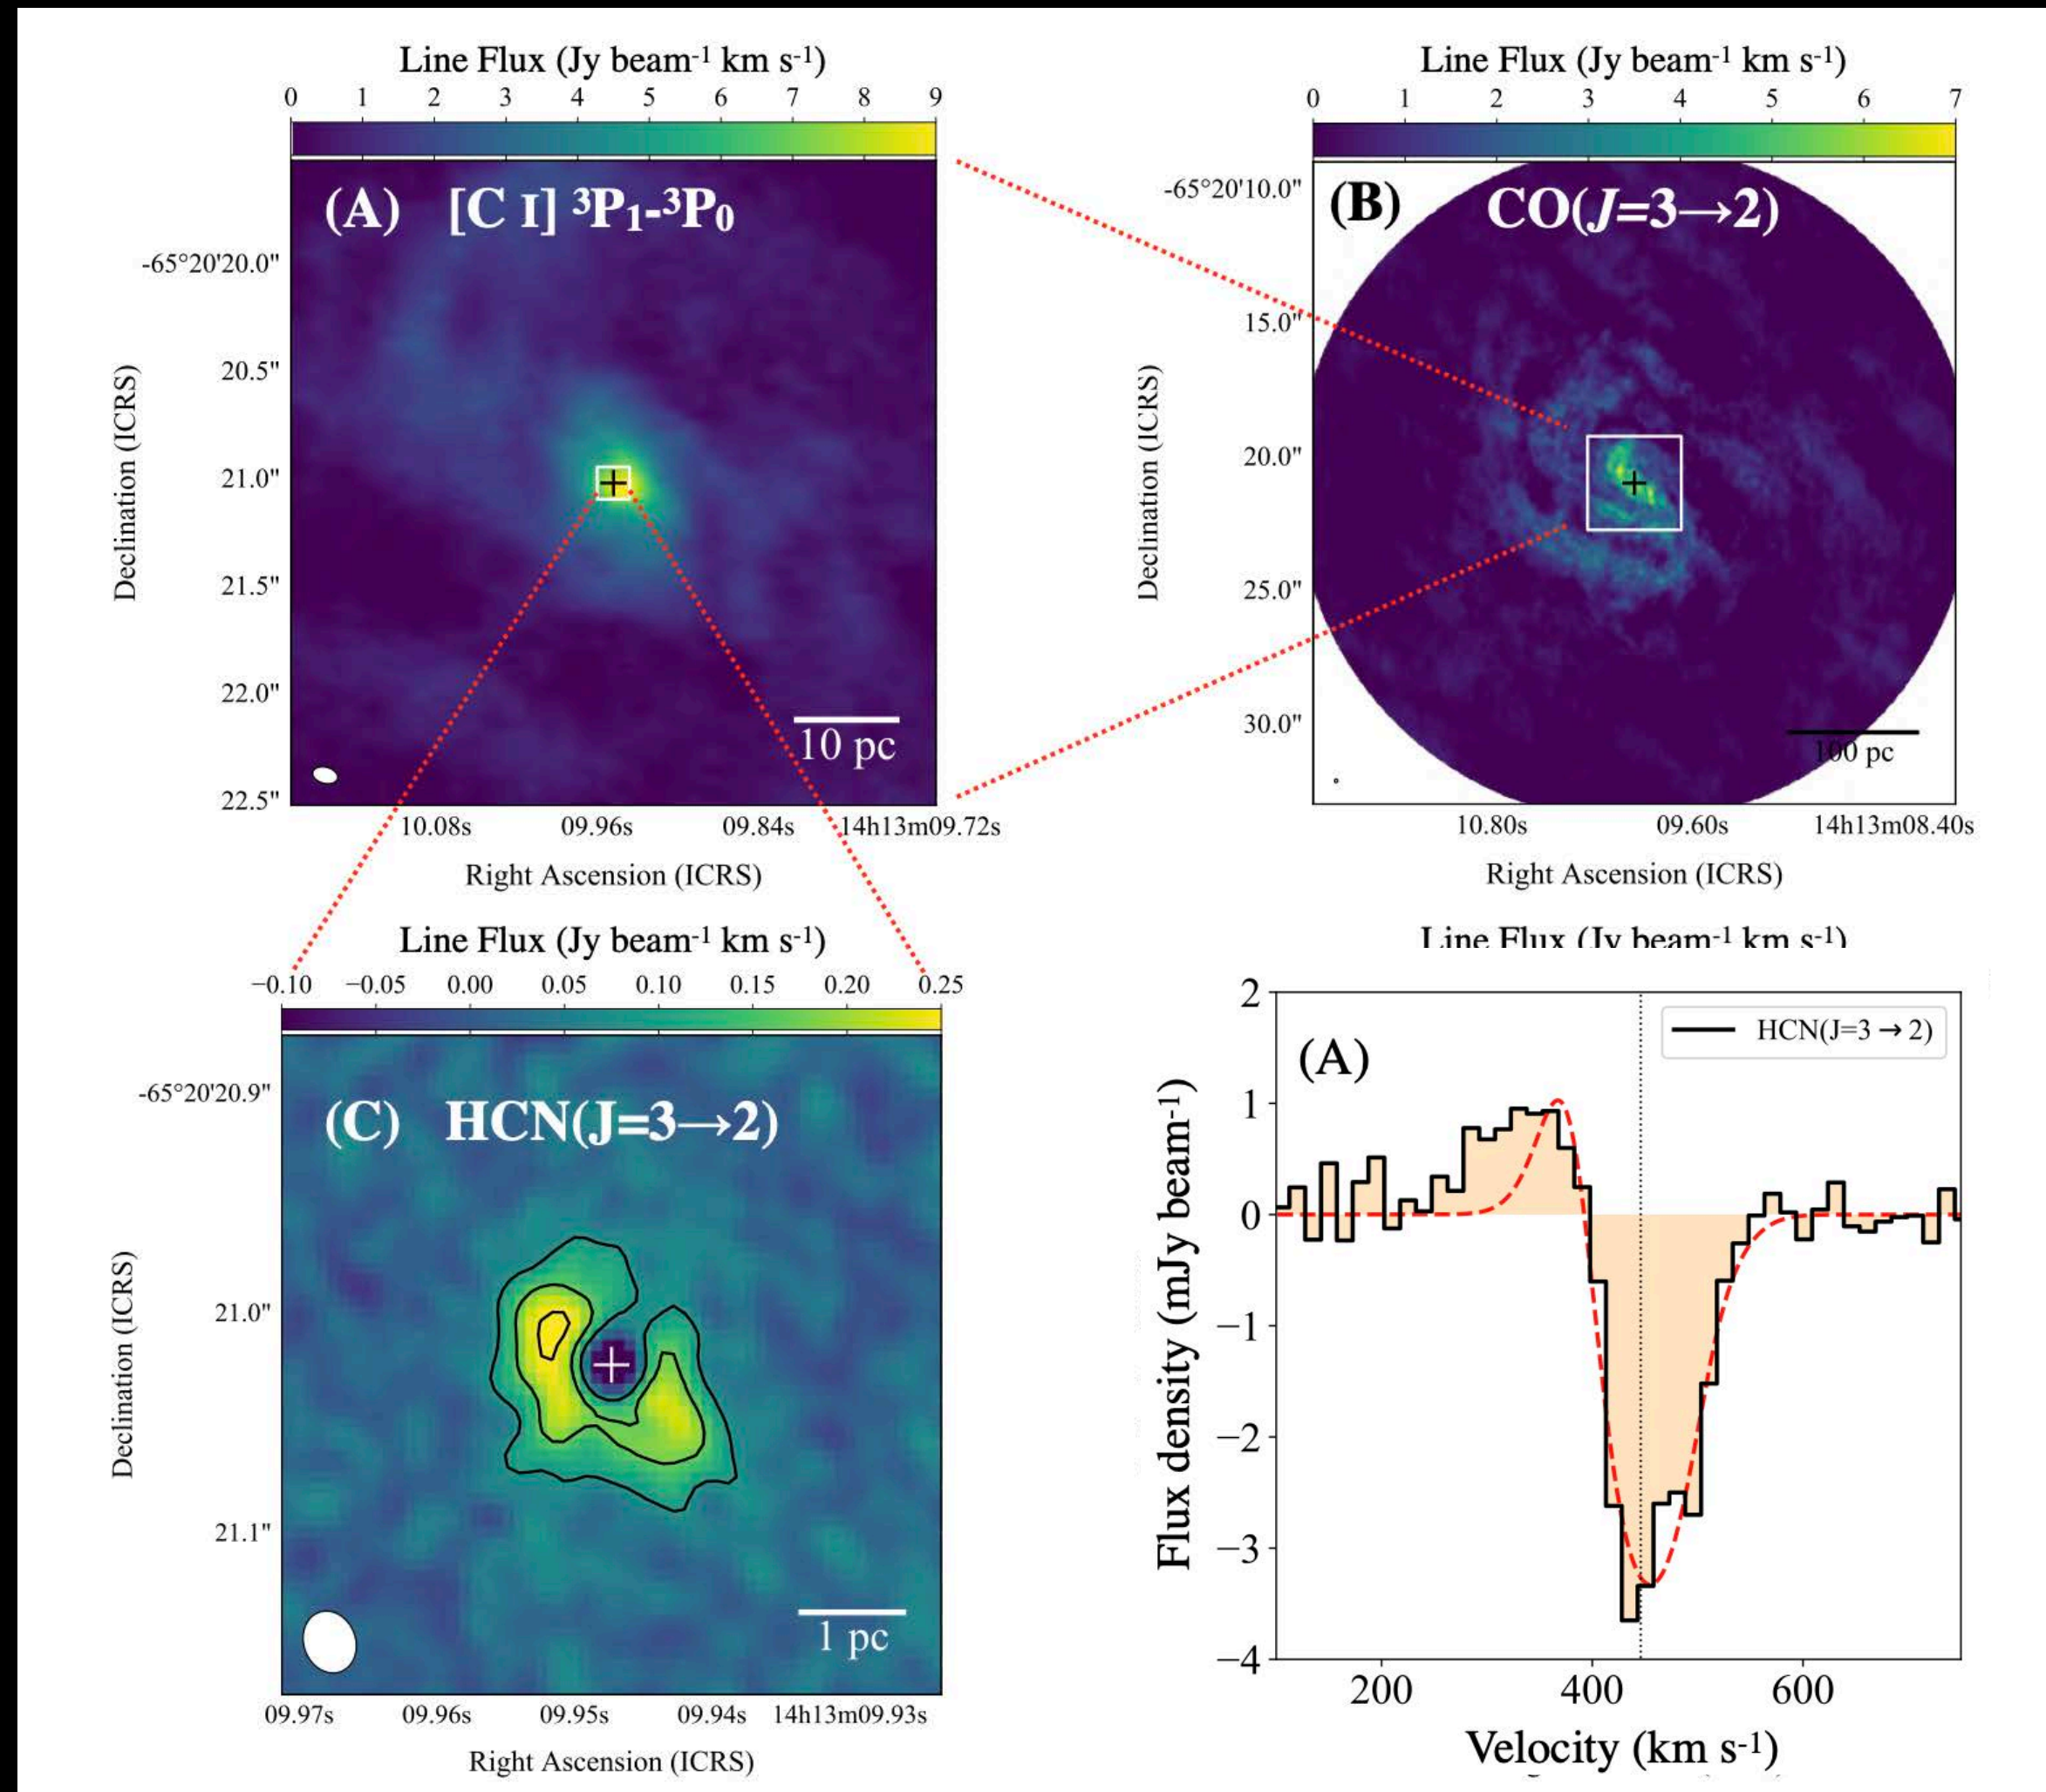 Line Flux (Jy beam-1 km s-1)
0 1 2 3 4 5 6 7 8 9
(A) [C I] 3P1-3P0
-65°20'20.0"
20.5"
21.0"
21.5"
22.0"
22.5"
Declination (ICRS)
10 pc
10.08s 09.96s 09.84s 14h13m09.72s
Right Ascension (ICRS)
Line Flux (Jy beam-1 km s-1)
0 1 2 3 4 5 6 7
(B) CO(J=3→2)
-65°20'10.0"
15.0"
20.0"
25.0"
30.0"
Declination (ICRS)
100 pc
10.80s 09.60s 14h13m08.40s
Right Ascension (ICRS)
Line Flux (Jy beam-1 km s-1)
−0.10 −0.05 0.00 0.05 0.10 0.15 0.20 0.25
(C) HCN(J=3→2)
-65°20'20.9"
21.0"
21.1"
Declination (ICRS)
1 pc
09.97s 09.96s 09.95s 09.94s 14h13m09.93s
Right Ascension (ICRS)
Line Flux (Jy beam-1 km s-1)
(A)
HCN(J=3 → 2)
2
1
0
−1
−2
−3
−4
Flux density (mJy beam-1)
200 400 600
Velocity (km s-1)